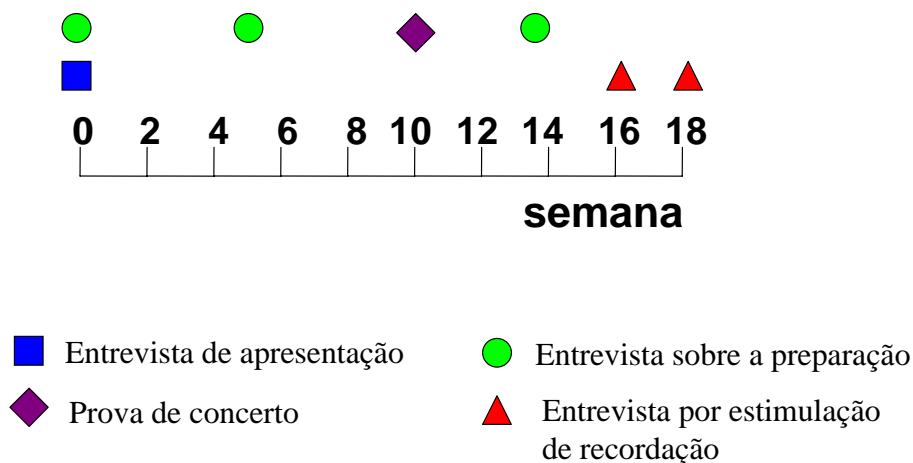 0 2 4 6 8 10 12 14 16 18
semana
Entrevista de apresentação
Entrevista sobre a preparação
Prova de concerto
Entrevista por estimulação
de recordação